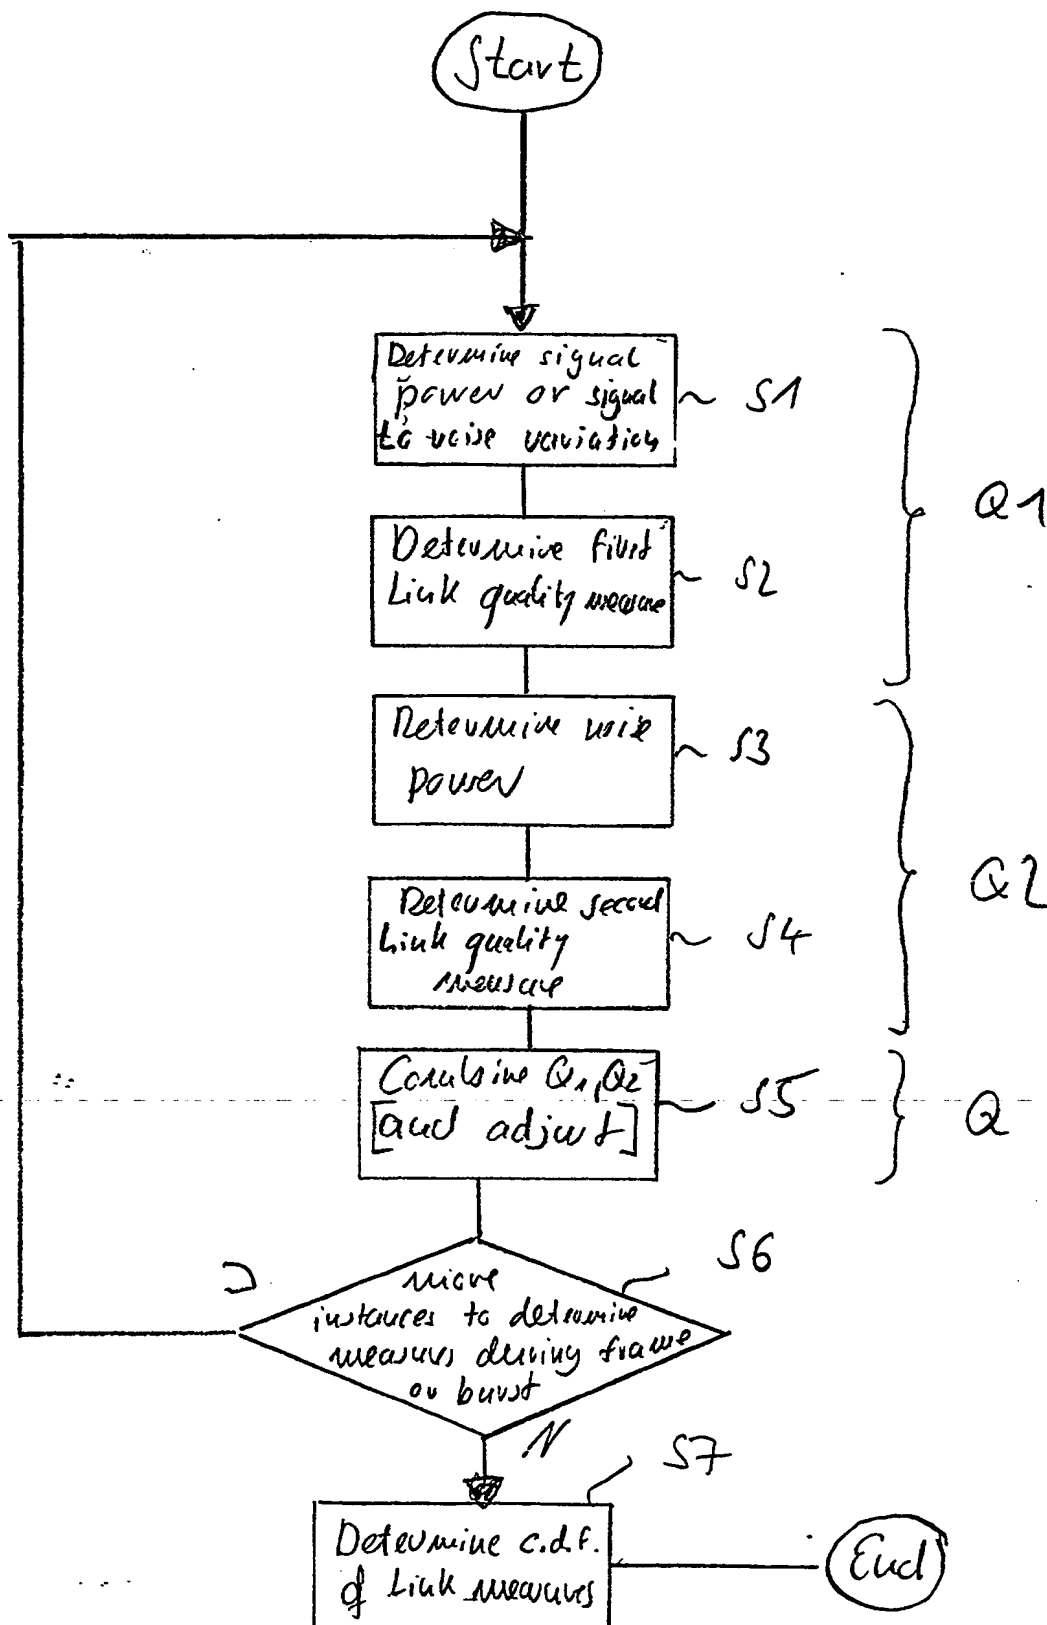 Start
Determine signal
power or signal
to noise variation
S1
Q1
Determine first
Link quality measure
S2
Determine noise
power
S3
Q2
Determine second
Link quality
measure
S4
Combine Q1, Q2
[and adjust]
S5
Q
more
instances to determine
measures during frame
or burst
S6
N
S7
Determine c.d.f.
of Link measures
End